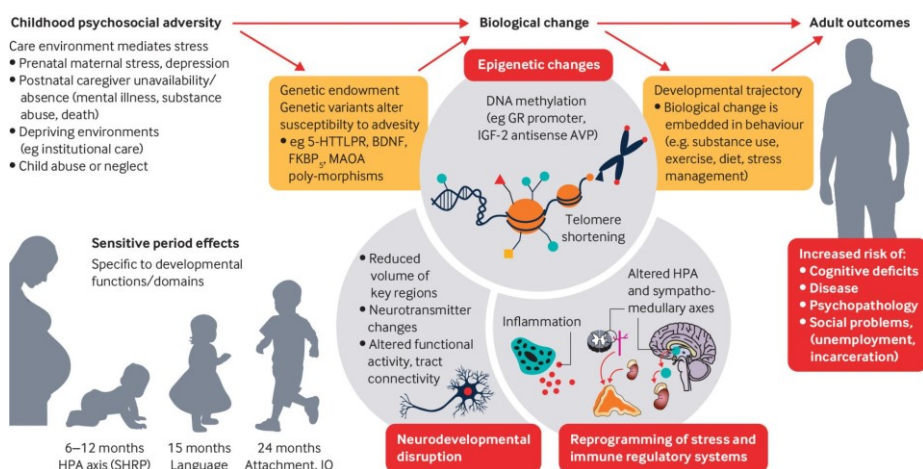 Childhood psychosocial adversity
Care environment mediates stress
• Prenatal maternal stress, depression
• Postnatal caregiver unavailability/
absence (mental illness, substance
abuse, death)
• Depriving environments
(eg institutional care)
• Child abuse or neglect
Genetic endowment
Genetic variants alter
susceptibilty to advesity
• eg 5-HTTLPR, BDNF,
FKBP5, MAOA
poly-morphisms
Biological change
Epigenetic changes
DNA methylation
(eg GR promoter,
IGF-2 antisense AVP)
Telomere
shortening
Developmental trajectory
• Biological change is
embedded in behaviour
(e.g. substance use,
exercise, diet, stress
management)
Adult outcomes
Increased risk of:
• Cognitive deficits
• Disease
• Psychopathology
• Social problems,
(unemployment,
incarceration)
Sensitive period effects
Specific to developmental
functions/domains
6–12 months
HPA axis (SHRP)
15 months
Language
24 months
Attachment, IQ
• Reduced
volume of
key regions
• Neurotransmitter
changes
• Altered functional
activity, tract
connectivity
Neurodevelopmental
disruption
Inflammation
Altered HPA
and sympatho-
medullary axes
Reprogramming of stress and
immune regulatory systems